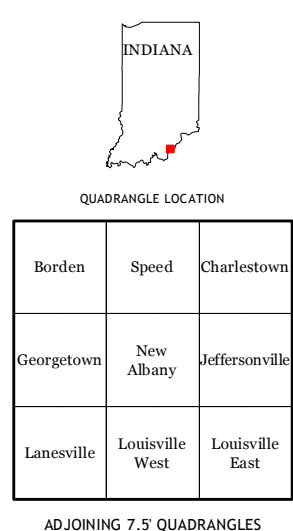 INDIANA
QUADRANGLE LOCATION
Borden Speed Charlestown
Georgetown New Albany Jeffersonville
Lanesville Louisville West Louisville East
ADJOINING 7.5' QUADRANGLES